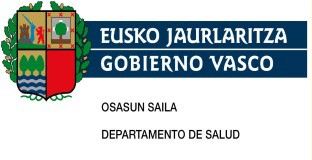 EUSKO JAURLARITZA
GOBIERNO VASCO
OSASUN SAILA
DEPARTAMENTO DE SALUD